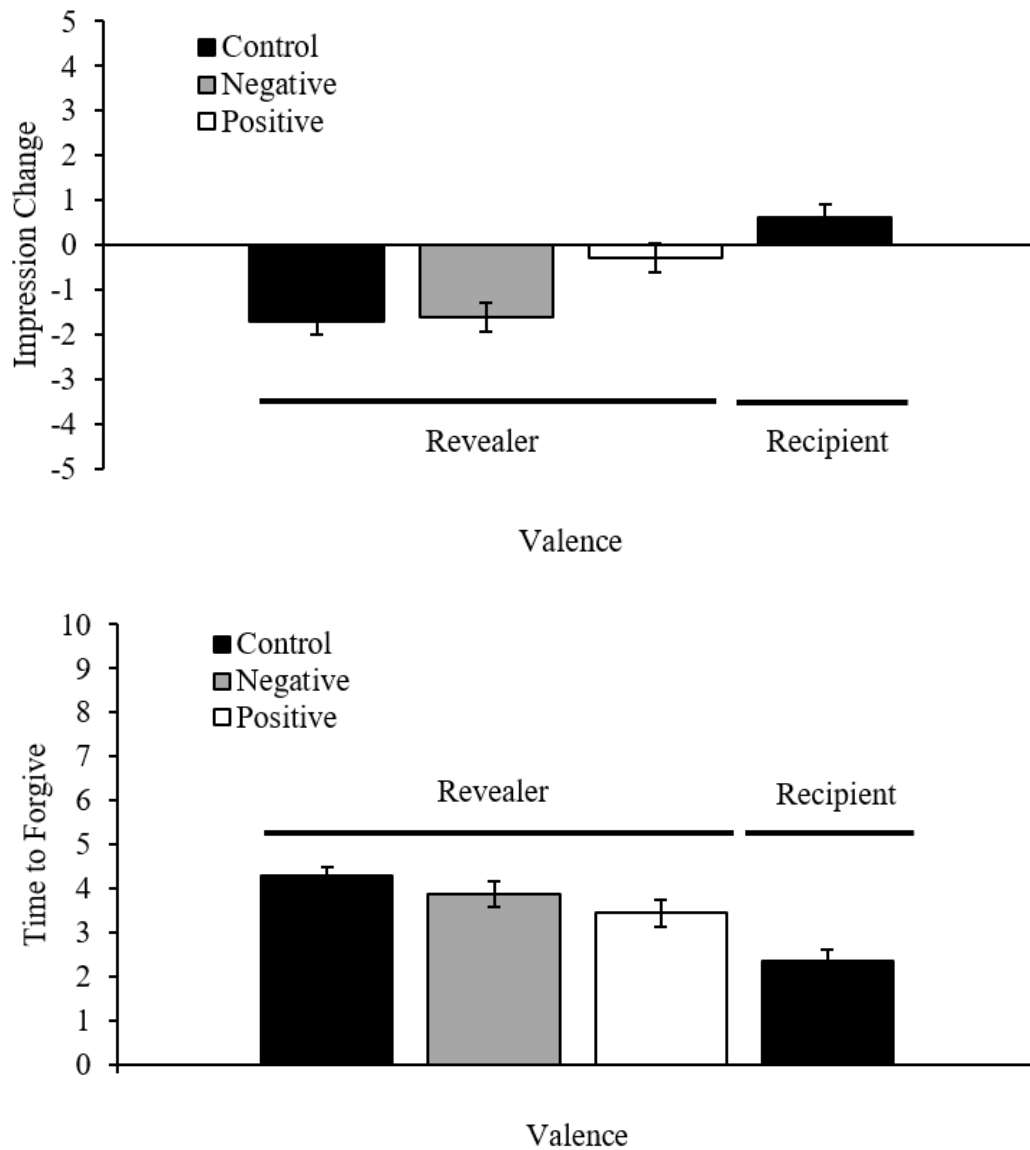 Control
Negative
Positive
Impression Change
5
4
3
2
1
0
-1
-2
-3
-4
-5
Revealer
Recipient
Valence
Control
Negative
Positive
Time to Forgive
10
9
8
7
6
5
4
3
2
1
0
Revealer
Recipient
Valence